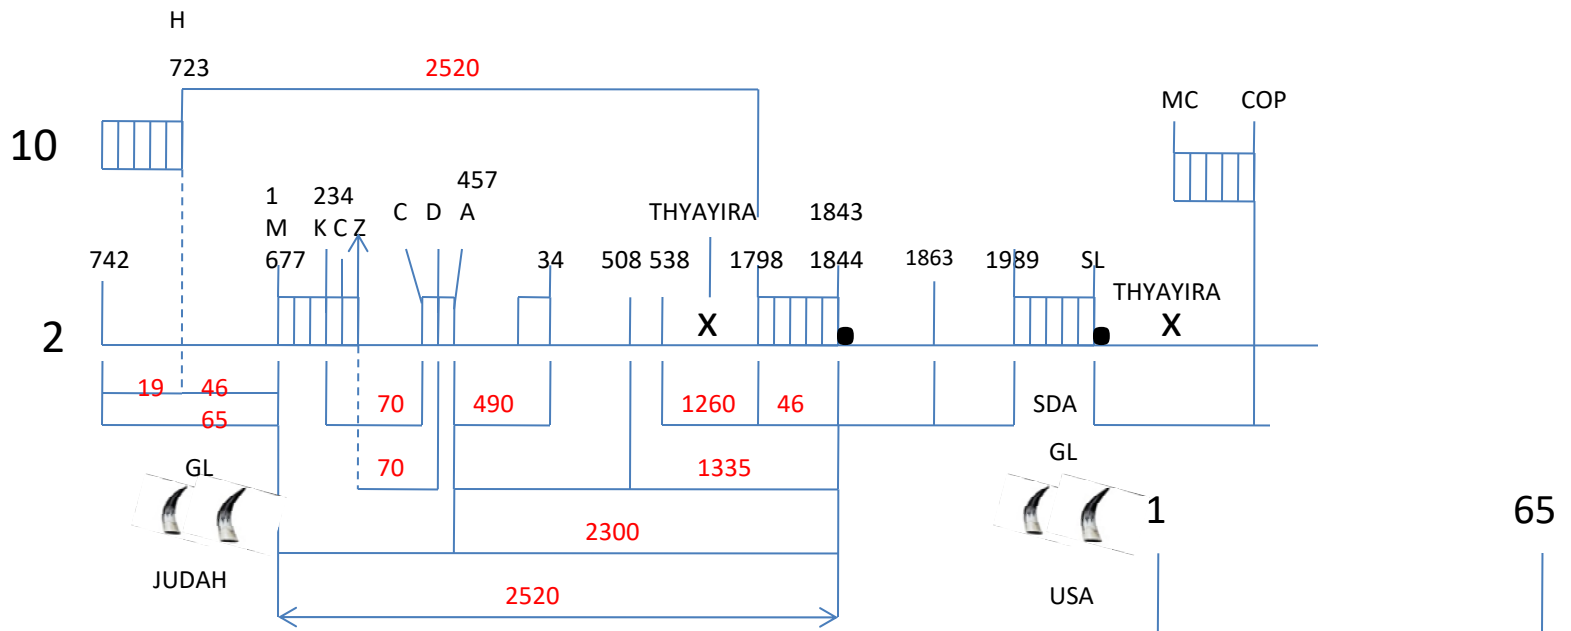 H
723 2520
MC COP
10
457
1 234
M K C Z C D A THYAYIRA 1843
742 677 34 508 538 1798 1844 1863 1989 SL
THYAYIRA
2 X X
19 46 70 490 1260 46 SDA
65
GL 70 1335 GL
1 65
2300
JUDAH 2520 USA